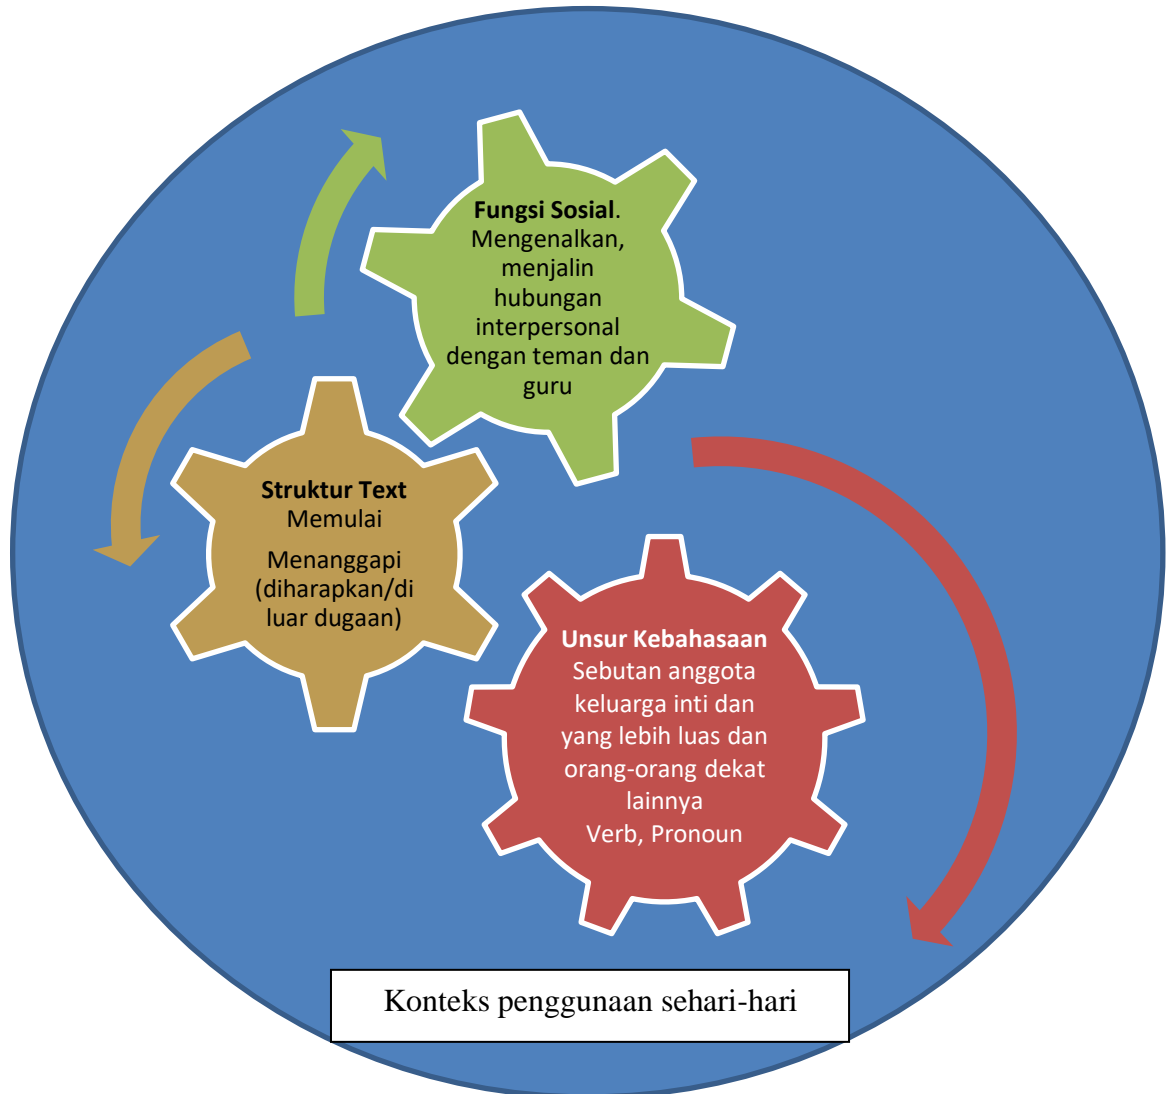 Fungsi Sosial.
Mengenalkan,
menjalin
hubungan
interpersonal
dengan teman dan
guru
Struktur Text
Memulai
Menanggapi
(diharapkan/di
luar dugaan)
Unsur Kebahasaan
Sebutan anggota
keluarga inti dan
yang lebih luas dan
orang-orang dekat
lainnya
Verb, Pronoun
Konteks penggunaan sehari-hari